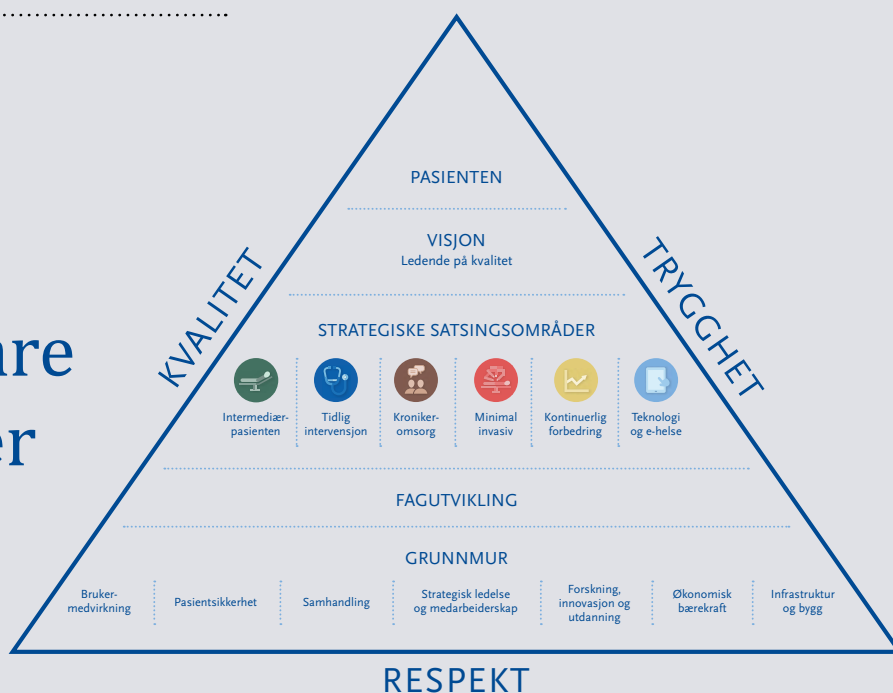 PASIENTEN
VISJON
Ledende på kvalitet
KVALITET
TRYGGHET
STRATEGISKE SATSINGSOMRÅDER
Intermediær-
pasienten
Tidlig
intervensjon
Kroniker-
omsorg
Minimal
invasiv
Kontinuerlig
forbedring
Teknologi
og e-helse
FAGUTVIKLING
GRUNNMUR
Bruker-
medvirkning
Pasientsikkerhet
Samhandling
Strategisk ledelse
og medarbeiderskap
Forskning,
innovasjon og
utdanning
Økonomisk
bærekraft
Infrastruktur
og bygg
RESPEKT